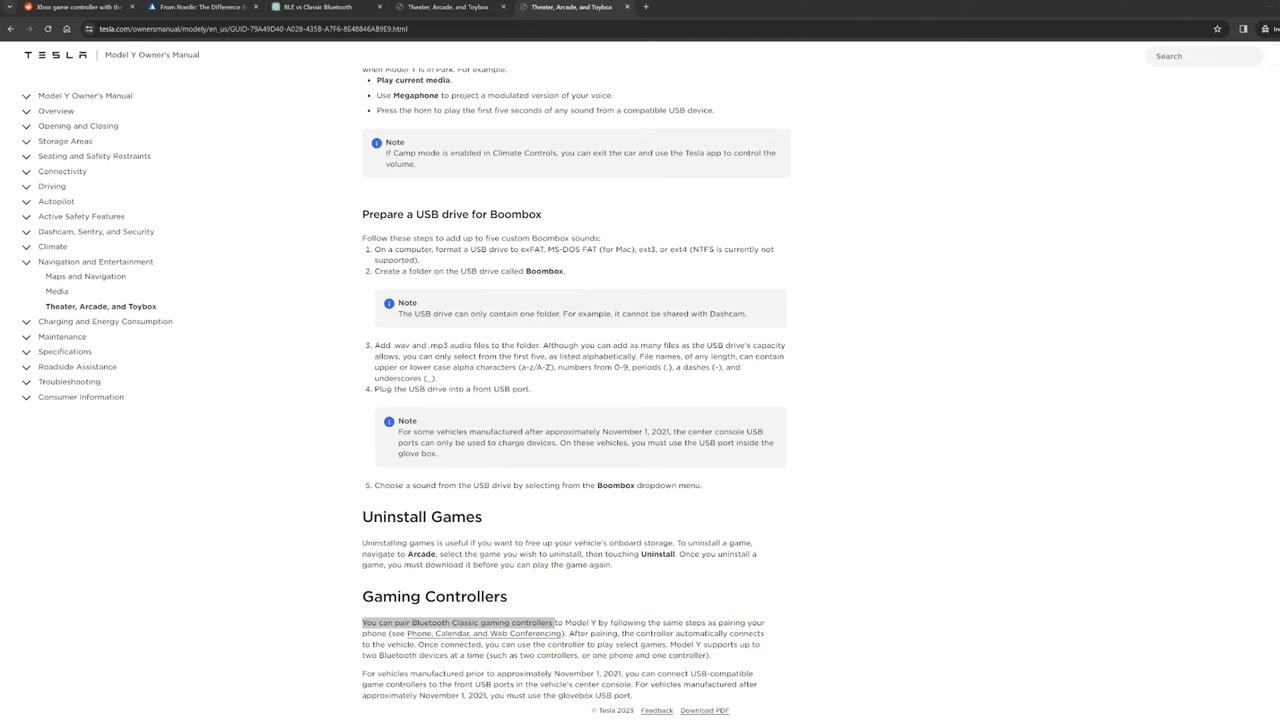 Xbox game controller with the
From Nordic: The Difference B
BLE vs Classic Bluetooth
Theater, Arcade, and Toybox
Theater, Arcade, and Toybox
tesla.com/ownersmanual/modely/en_us/GUID-79A49D40-A028-435B-A7F6-8E48846AB9E9.html
TESLA
Model Y Owner's Manual
Search
Model Y Owner's Manual
Overview
Opening and Closing
Storage Areas
Seating and Safety Restraints
Connectivity
Driving
Autopilot
Active Safety Features
Dashcam, Sentry, and Security
Climate
Navigation and Entertainment
Maps and Navigation
Media
Theater, Arcade, and Toybox
Charging and Energy Consumption
Maintenance
Specifications
Roadside Assistance
Troubleshooting
Consumer Information
when Model Y is in Park. For example:
• Play current media.
• Use Megaphone to project a modulated version of your voice.
• Press the horn to play the first five seconds of any sound from a compatible USB device.
Note
If Camp mode is enabled in Climate Controls, you can exit the car and use the Tesla app to control the
volume.
Prepare a USB drive for Boombox
Follow these steps to add up to five custom Boombox sounds:
1. On a computer, format a USB drive to exFAT, MS-DOS FAT (for Mac), ext3, or ext4 (NTFS is currently not
supported).
2. Create a folder on the USB drive called Boombox.
Note
The USB drive can only contain one folder. For example, it cannot be shared with Dashcam.
3. Add .wav and .mp3 audio files to the folder. Although you can add as many files as the USB drive's capacity
allows, you can only select from the first five, as listed alphabetically. File names, of any length, can contain
upper or lower case alpha characters (a-z/A-Z), numbers from 0-9, periods (.), a dashes (-), and
underscores (_).
4. Plug the USB drive into a front USB port.
Note
For some vehicles manufactured after approximately November 1, 2021, the center console USB
ports can only be used to charge devices. On these vehicles, you must use the USB port inside the
glove box.
5. Choose a sound from the USB drive by selecting from the Boombox dropdown menu.
Uninstall Games
Uninstalling games is useful if you want to free up your vehicle's onboard storage. To uninstall a game,
navigate to Arcade, select the game you wish to uninstall, then touching Uninstall. Once you uninstall a
game, you must download it before you can play the game again.
Gaming Controllers
You can pair Bluetooth Classic gaming controllers to Model Y by following the same steps as pairing your
phone (see Phone, Calendar, and Web Conferencing). After pairing, the controller automatically connects
to the vehicle. Once connected, you can use the controller to play select games. Model Y supports up to
two Bluetooth devices at a time (such as two controllers, or one phone and one controller).
For vehicles manufactured prior to approximately November 1, 2021, you can connect USB-compatible
game controllers to the front USB ports in the vehicle's center console. For vehicles manufactured after
approximately November 1, 2021, you must use the glovebox USB port.
© Tesla 2023 Feedback Download PDF